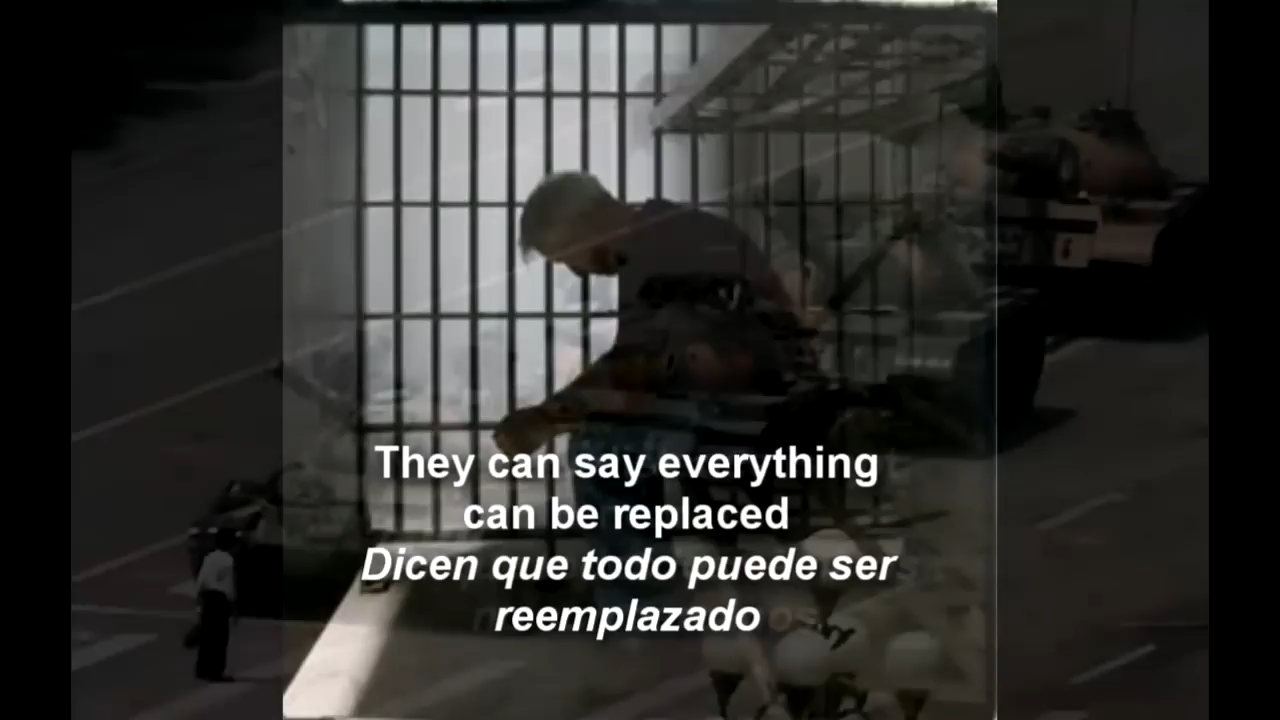 They can say everything
can be replaced
Dicen que todo puede ser
reemplazado